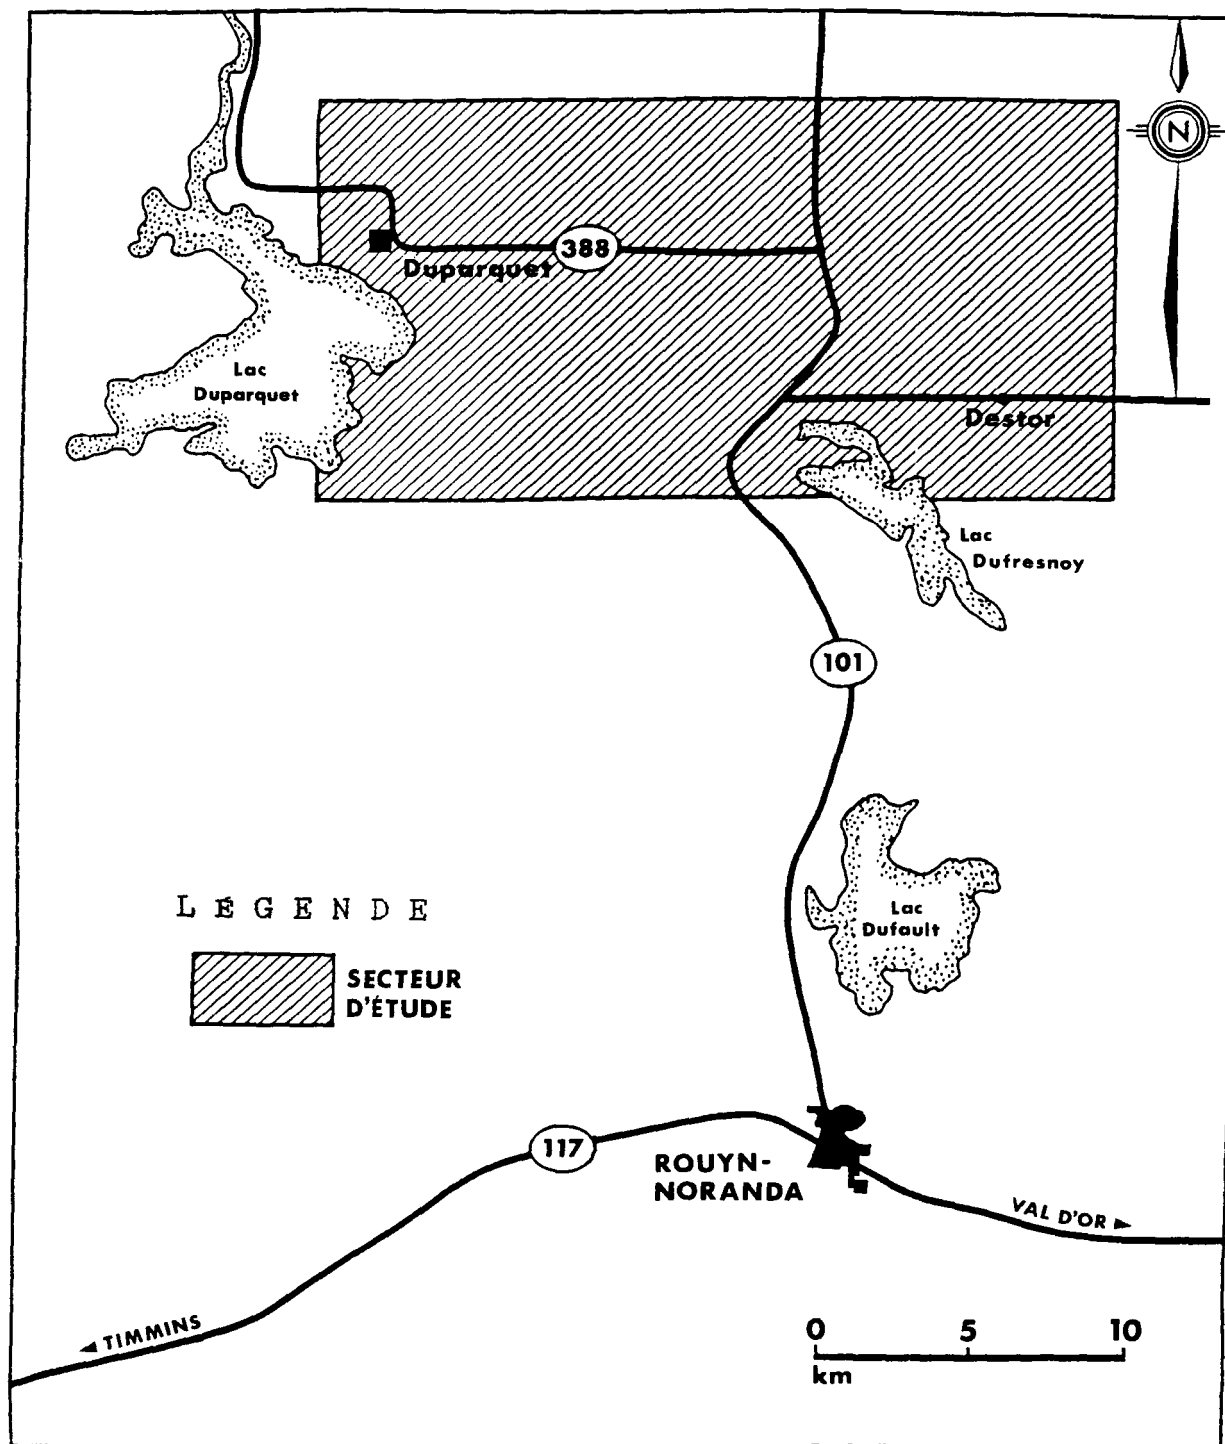 N
388
Duparquet
Lac
Duparquet
Destor
Lac
Dufresnoy
101
Lac
Dufault
LÉGENDE
SECTEUR
D'ÉTUDE
117
ROUYN-
NORANDA
VAL D'OR
TIMMINS
0 5 10
km